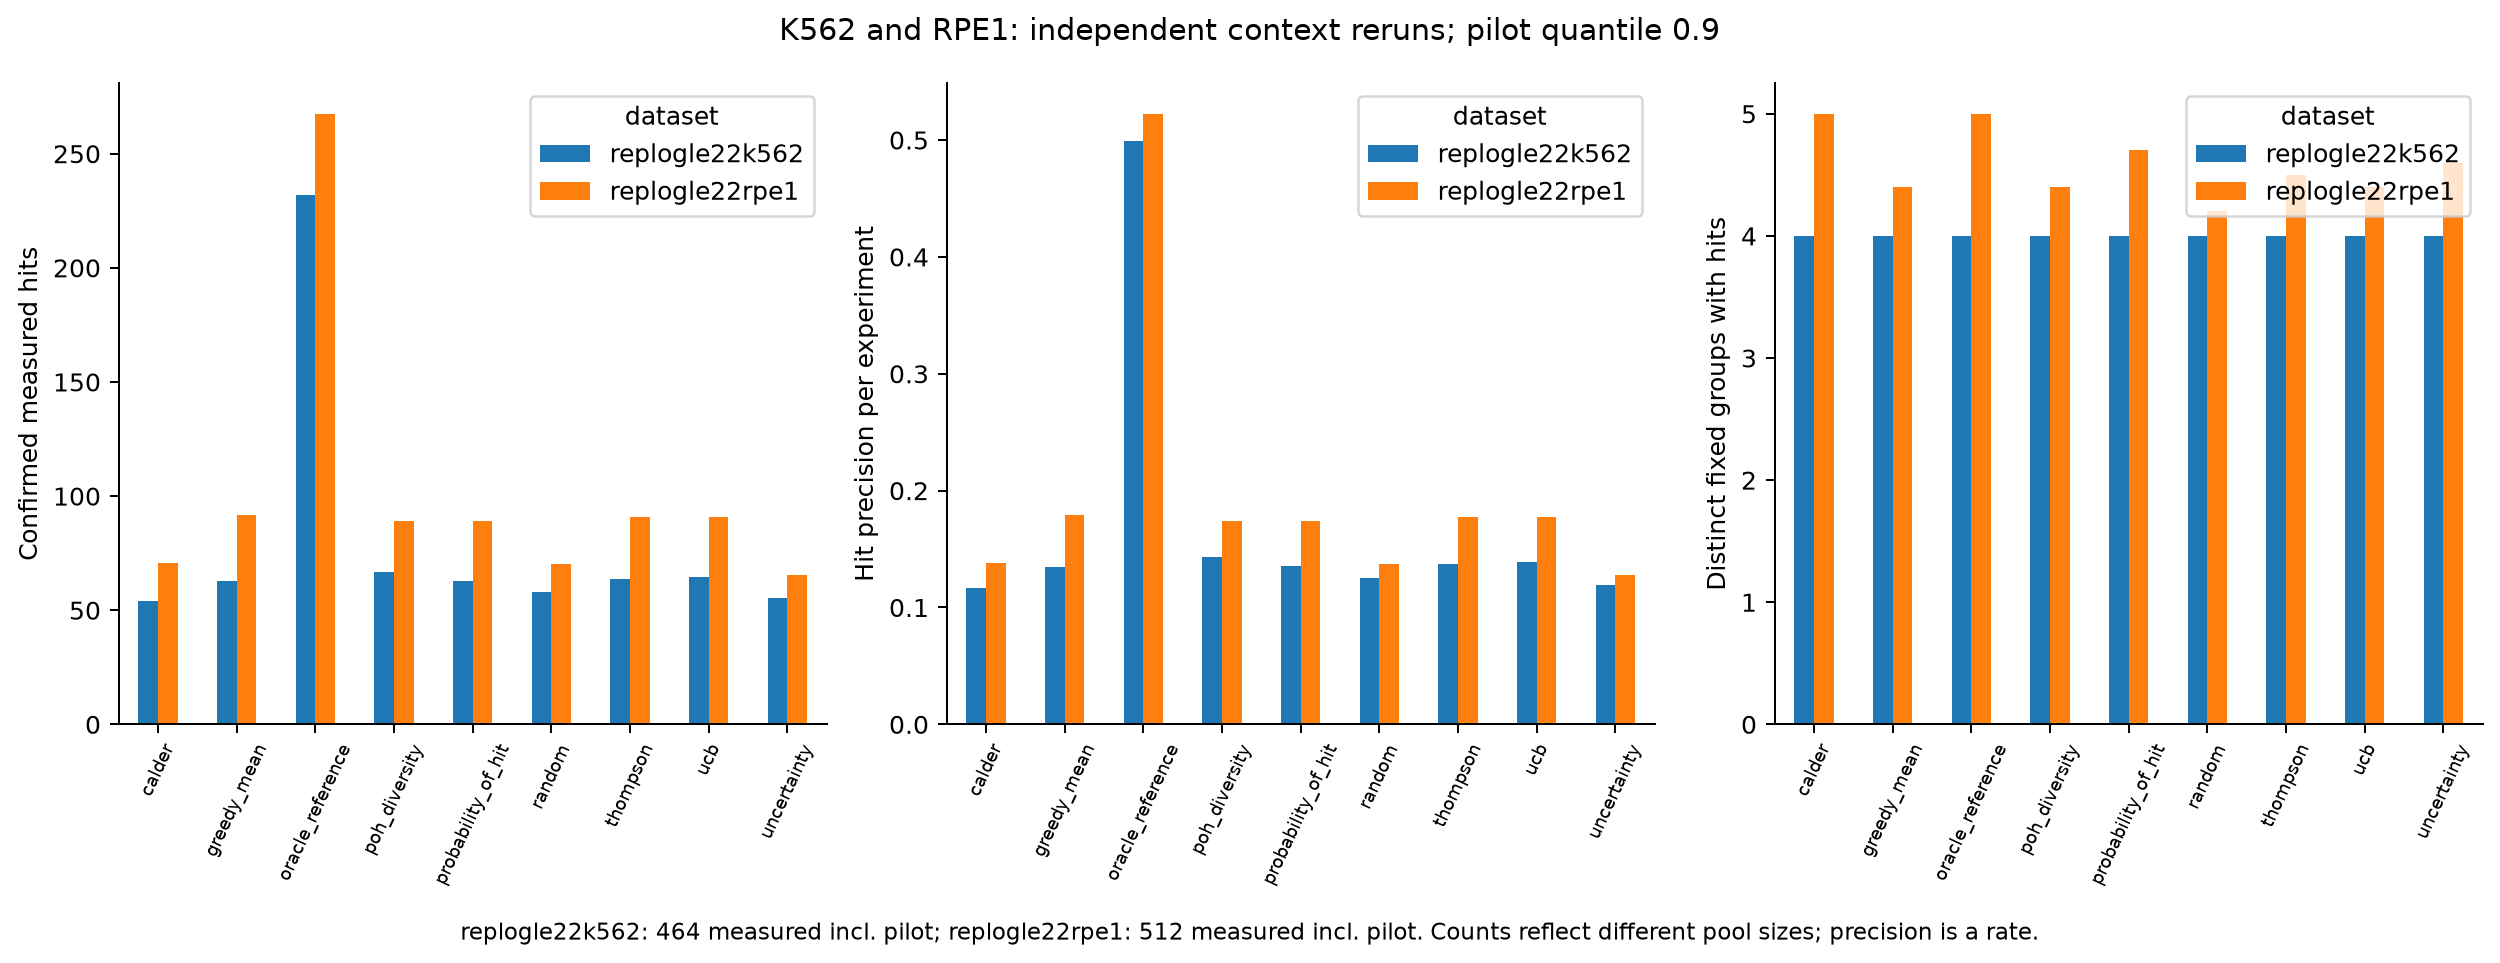 K562 and RPE1: independent context reruns; pilot quantile 0.9
Confirmed measured hits
250
200
150
100
50
0
dataset
replogle22k562
replogle22rpe1
calder
greedy_mean
oracle_reference
poh_diversity
probability_of_hit
random
thompson
ucb
uncertainty
Hit precision per experiment
0.5
0.4
0.3
0.2
0.1
0.0
dataset
replogle22k562
replogle22rpe1
calder
greedy_mean
oracle_reference
poh_diversity
probability_of_hit
random
thompson
ucb
uncertainty
Distinct fixed groups with hits
5
4
3
2
1
0
dataset
replogle22k562
replogle22rpe1
calder
greedy_mean
oracle_reference
poh_diversity
probability_of_hit
random
thompson
ucb
uncertainty
replogle22k562: 464 measured incl. pilot; replogle22rpe1: 512 measured incl. pilot. Counts reflect different pool sizes; precision is a rate.